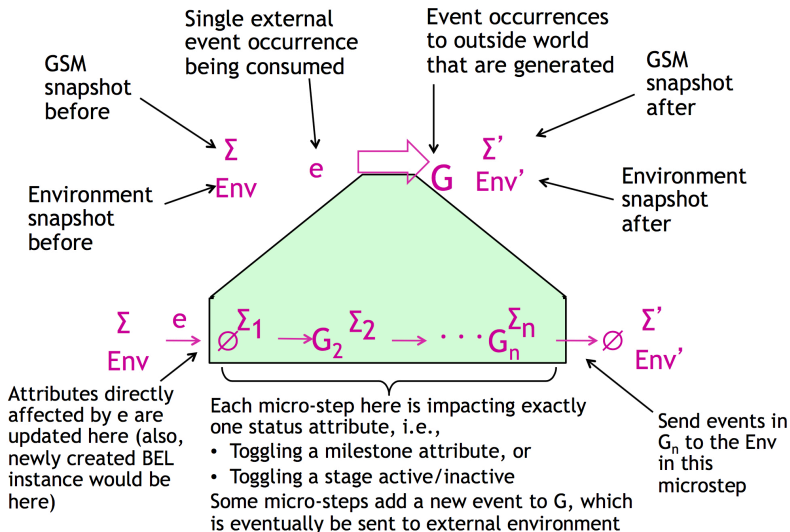 Single external
event occurrence
being consumed
Event occurrences
to outside world
that are generated
GSM
snapshot
before
GSM
snapshot
after
Σ
Env
e
G
Σ’
Env’
Environment
snapshot
before
Environment
snapshot
after
Σ
Env
e
∅ Σ1
G2 Σ2
· · · Gn Σn
∅ Σ’
Env’
Attributes directly
affected by e are
updated here (also,
newly created BEL
instance would be
here)
Each micro-step here is impacting exactly
one status attribute, i.e.,
• Toggling a milestone attribute, or
• Toggling a stage active/inactive
Some micro-steps add a new event to G, which
is eventually be sent to external environment
Send events in
Gn to the Env
in this
microstep